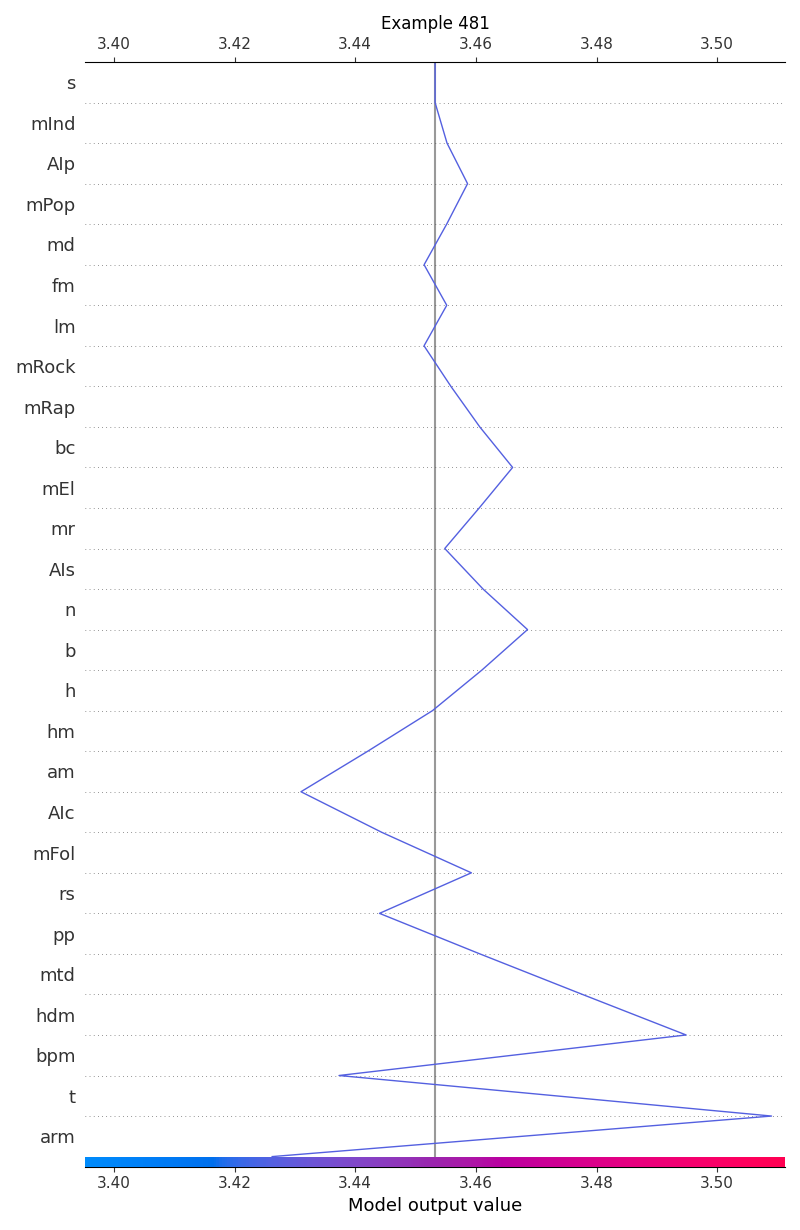 Example 481
3.40 3.42 3.44 3.46 3.48 3.50
s
mInd
AIp
mPop
md
fm
lm
mRock
mRap
bc
mEl
mr
AIs
n
b
h
hm
am
AIc
mFol
rs
pp
mtd
hdm
bpm
t
arm
3.40 3.42 3.44 3.46 3.48 3.50
Model output value